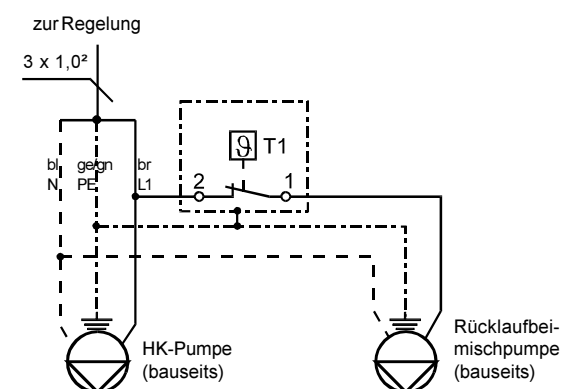 zur Regelung
3 x 1,0²
ϑ T1
bl ge/gn br
N PE L1 2 1
HK-Pumpe
(bauseits)
Rücklaufbei-
mischpumpe
(bauseits)